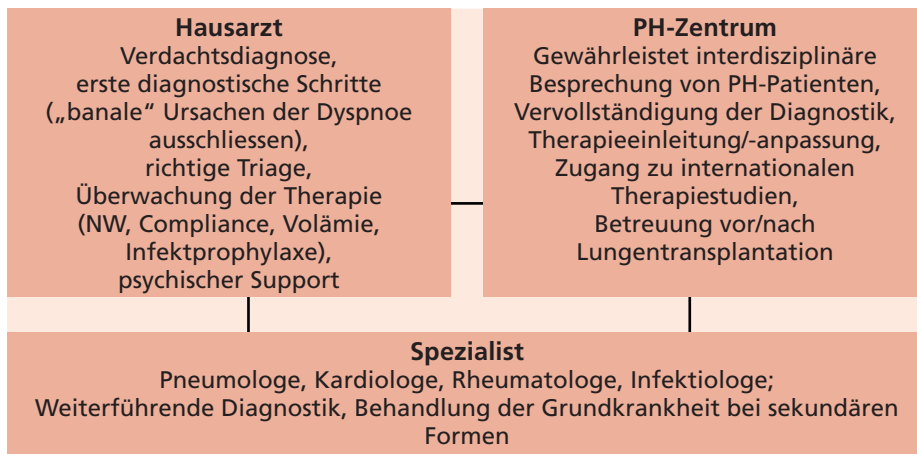 Hausarzt
Verdachtsdiagnose,
erste diagnostische Schritte
(„banale“ Ursachen der Dyspnoe
ausschliessen),
richtige Triage,
Überwachung der Therapie
(NW, Compliance, Volämie,
Infektprophylaxe),
psychischer Support
PH-Zentrum
Gewährleistet interdisziplinäre
Besprechung von PH-Patienten,
Vervollständigung der Diagnostik,
Therapieeinleitung/-anpassung,
Zugang zu internationalen
Therapiestudien,
Betreuung vor/nach
Lungentransplantation
Spezialist
Pneumologe, Kardiologe, Rheumatologe, Infektiologe;
Weiterführende Diagnostik, Behandlung der Grundkrankheit bei sekundären
Formen